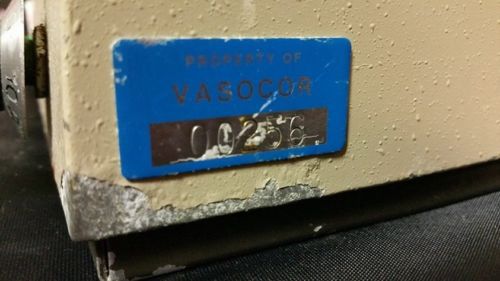 PROPERTY OF
VASOCOR
00256